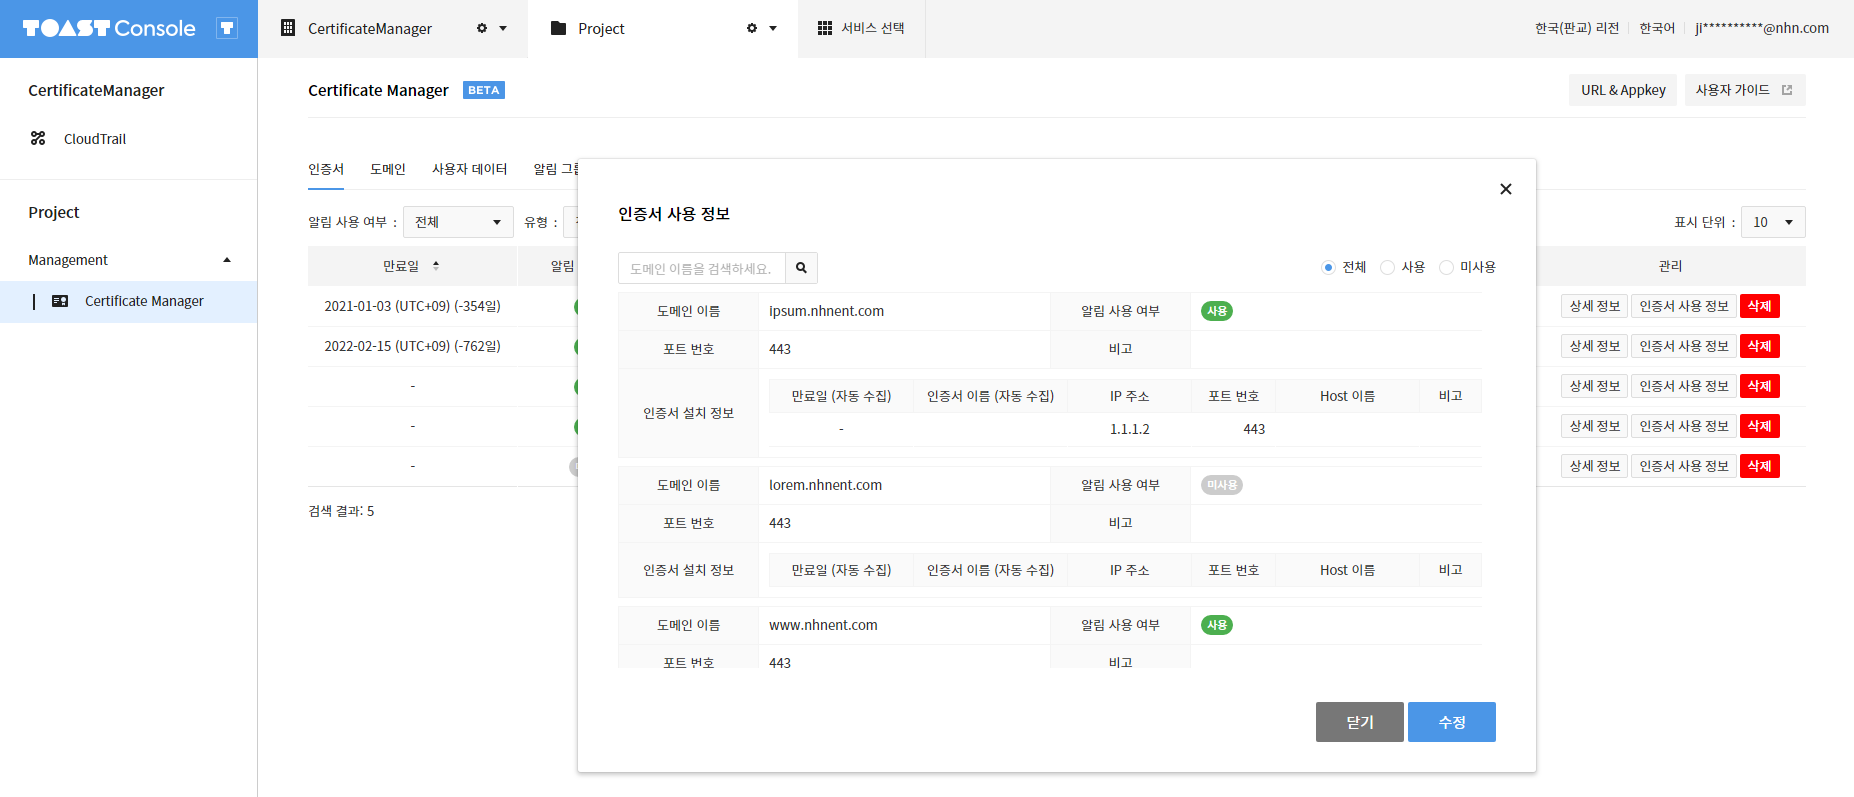 TOAST Console
CertificateManager
Project
서비스 선택
한국(판교) 리전
한국어
ji**********@nhn.com
CertificateManager
CloudTrail
Project
Management
Certificate Manager
Certificate Manager BETA
URL & Appkey
사용자 가이드
인증서 도메인 사용자 데이터 알림
알림 사용 여부 : 전체 유형 :
표시 단위 : 10
만료일 알림 관리
2021-01-03 (UTC+09) (-354일) 상세 정보 인증서 사용 정보 삭제
2022-02-15 (UTC+09) (-762일) 상세 정보 인증서 사용 정보 삭제
- 상세 정보 인증서 사용 정보 삭제
- 상세 정보 인증서 사용 정보 삭제
- 상세 정보 인증서 사용 정보 삭제
검색 결과: 5
인증서 사용 정보
도메인 이름을 검색하세요.
전체 사용 미사용
도메인 이름 ipsum.nhnent.com 알림 사용 여부 사용
포트 번호 443 비고
인증서 설치 정보
만료일 (자동 수집) 인증서 이름 (자동 수집) IP 주소 포트 번호 Host 이름 비고
- 1.1.1.2 443
도메인 이름 lorem.nhnent.com 알림 사용 여부 미사용
포트 번호 443 비고
인증서 설치 정보 만료일 (자동 수집) 인증서 이름 (자동 수집) IP 주소 포트 번호 Host 이름 비고
도메인 이름 www.nhnent.com 알림 사용 여부 사용
포트 번호 443 비고
닫기 수정